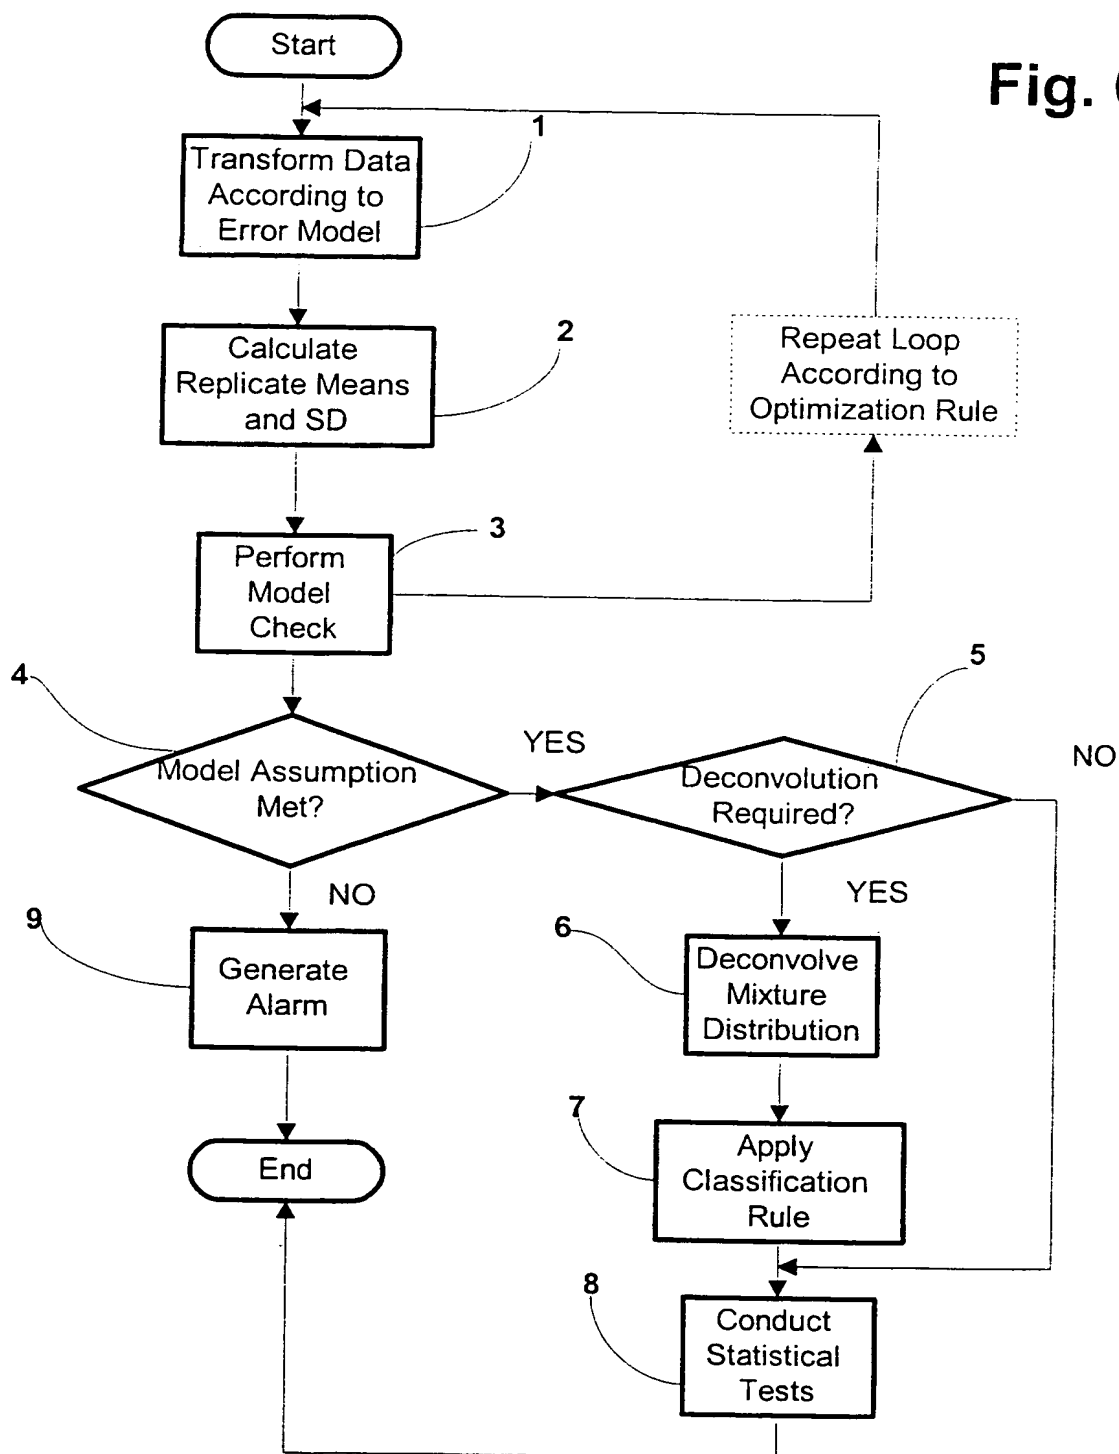 Start
Fig.
1
Transform Data
According to
Error Model
2
Calculate
Replicate Means
and SD
Repeat Loop
According to
Optimization Rule
3
Perform
Model
Check
4
Model Assumption
Met?
YES
5
Deconvolution
Required?
NO
NO
YES
9
Generate
Alarm
6
Deconvolve
Mixture
Distribution
End
7
Apply
Classification
Rule
8
Conduct
Statistical
Tests